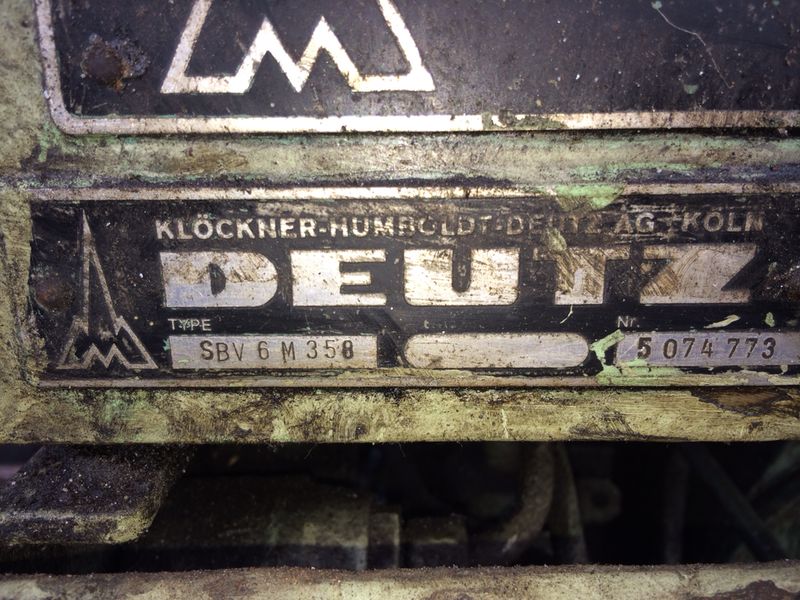 KLÖCKNER-HUMBOLDT-DEUTZ AG · KÖLN
DEUTZ
TYPE Nr.
SBV 6 M 358 5 074 773